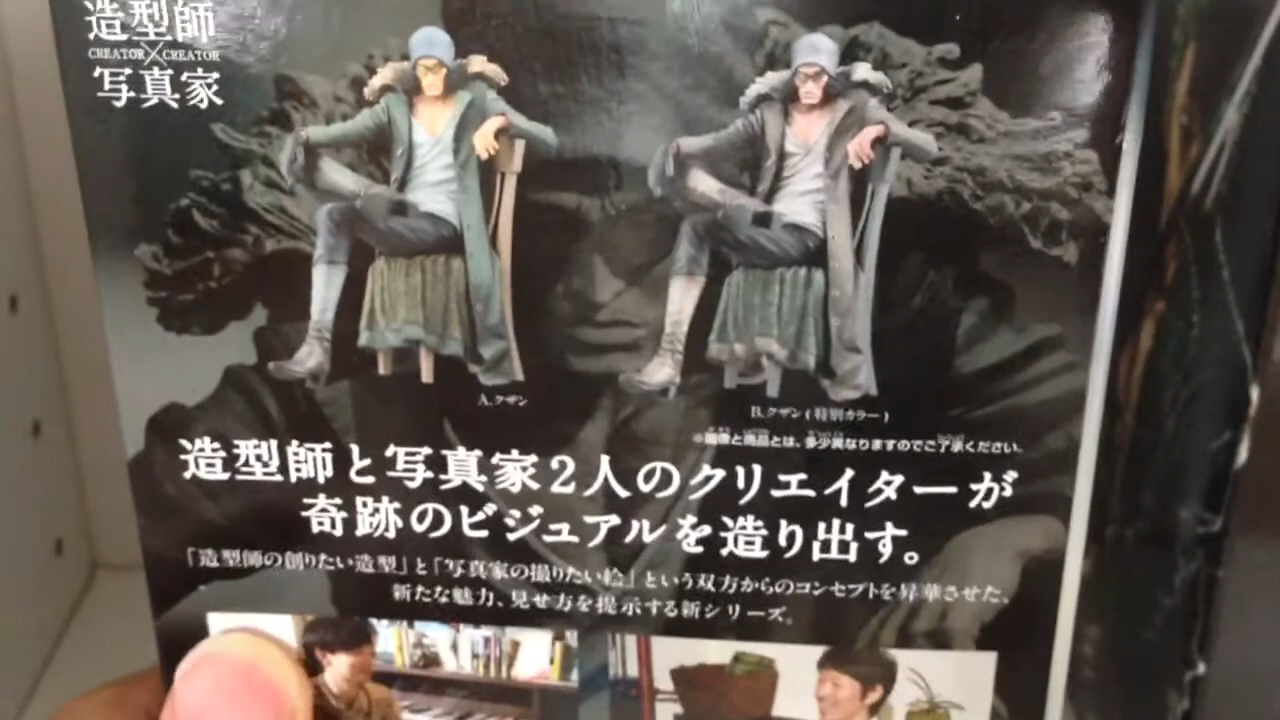 造型師
CREATOR×CREATOR
写真家
A.クザン
B.クザン(特別カラー)
※画像と商品とは、多少異なりますのでご了承ください。
造型師と写真家2人のクリエイターが
奇跡のビジュアルを造り出す。
「造型師の創りたい造型」と「写真家の撮りたい絵」という双方からのコンセプトを昇華させた、
新たな魅力、見せ方を提示する新シリーズ。